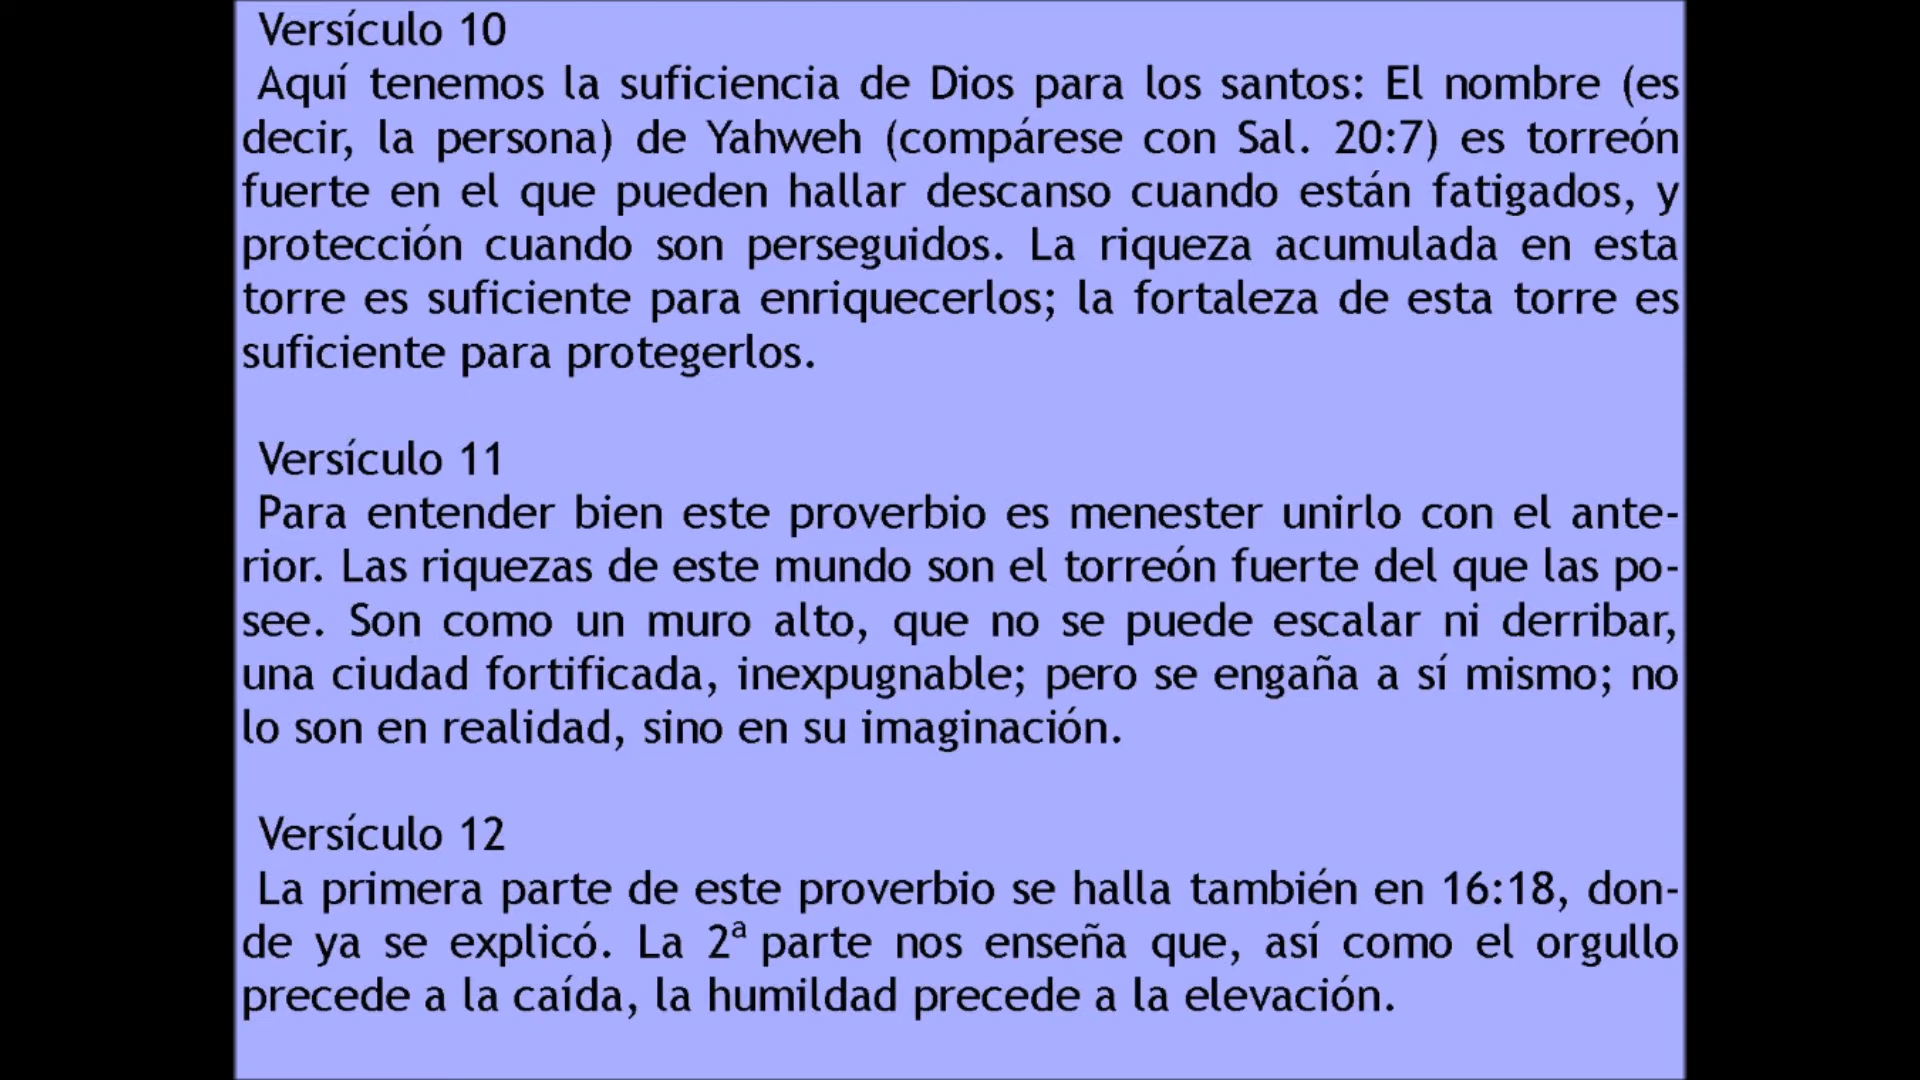 Versículo 10
Aquí tenemos la suficiencia de Dios para los santos: El nombre (es
decir, la persona) de Yahweh (compárese con Sal. 20:7) es torreón
fuerte en el que pueden hallar descanso cuando están fatigados, y
protección cuando son perseguidos. La riqueza acumulada en esta
torre es suficiente para enriquecerlos; la fortaleza de esta torre es
suficiente para protegerlos.
Versículo 11
Para entender bien este proverbio es menester unirlo con el ante-
rior. Las riquezas de este mundo son el torreón fuerte del que las po-
see. Son como un muro alto, que no se puede escalar ni derribar,
una ciudad fortificada, inexpugnable; pero se engaña a sí mismo; no
lo son en realidad, sino en su imaginación.
Versículo 12
La primera parte de este proverbio se halla también en 16:18, don-
de ya se explicó. La 2ª parte nos enseña que, así como el orgullo
precede a la caída, la humildad precede a la elevación.